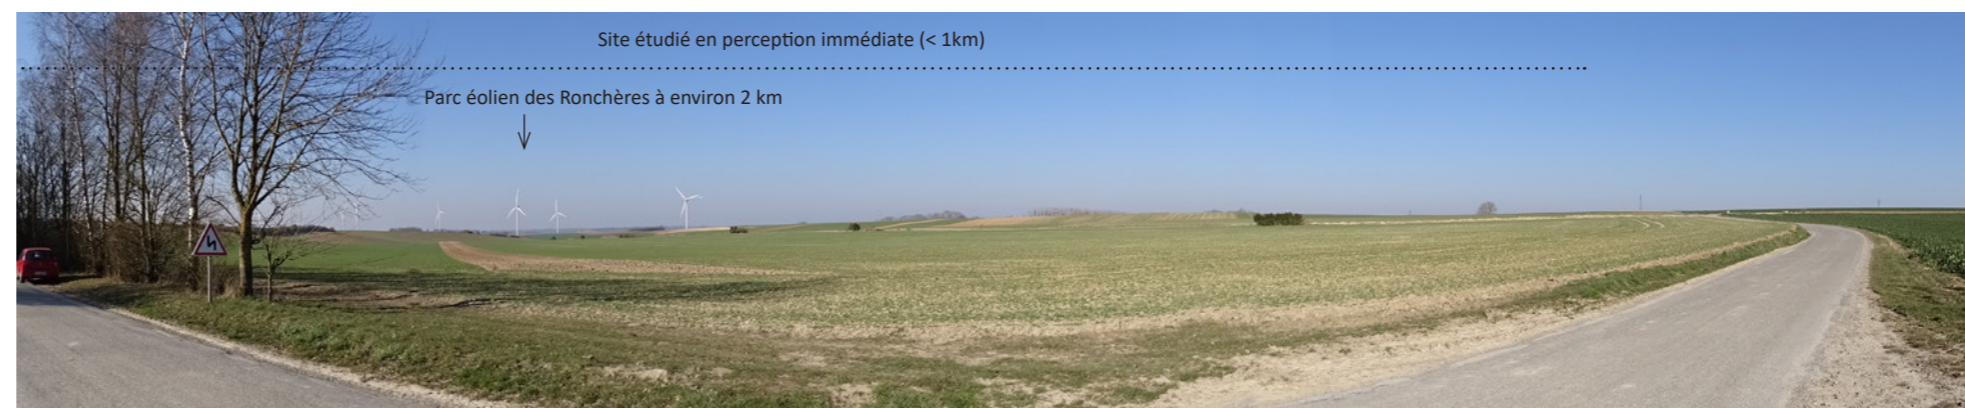 Site étudié en perception immédiate (< 1km)
Parc éolien des Ronchères à environ 2 km